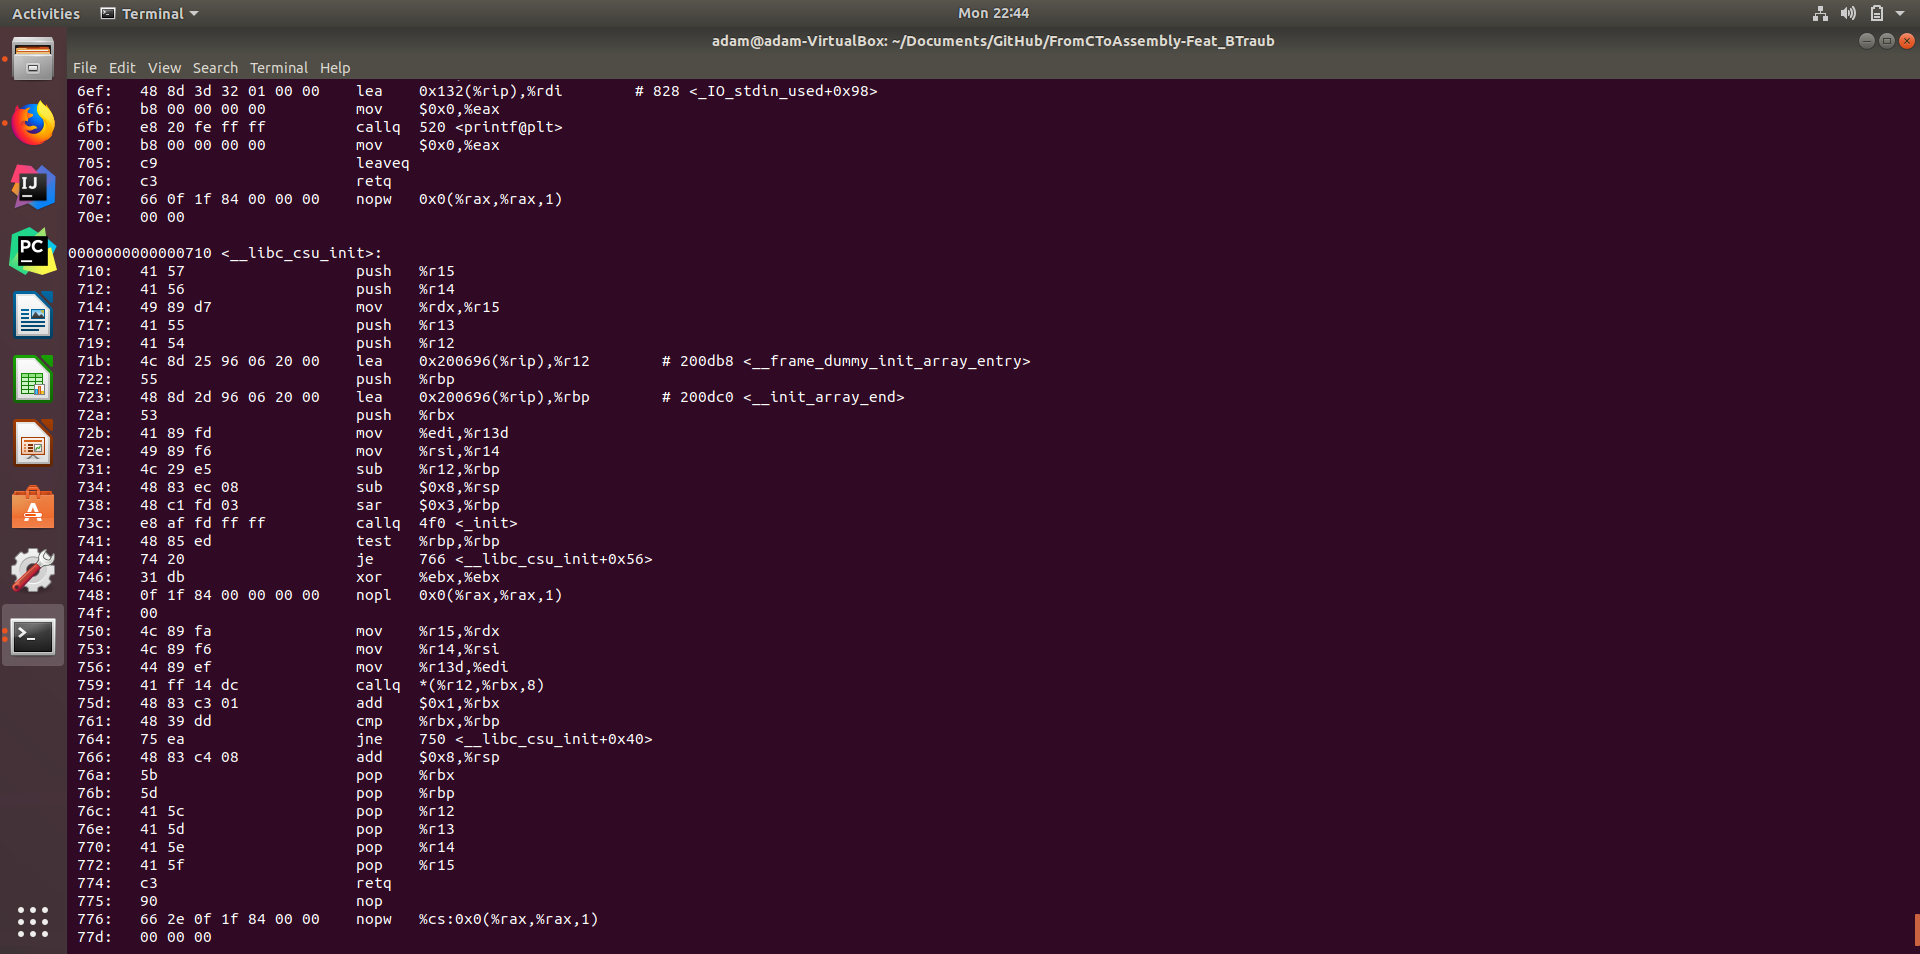 Activities Terminal Mon 22:44
adam@adam-VirtualBox: ~/Documents/GitHub/FromCToAssembly-Feat_BTraub
File Edit View Search Terminal Help
6ef: 48 8d 3d 32 01 00 00 lea 0x132(%rip),%rdi # 828 <_IO_stdin_used+0x98>
6f6: b8 00 00 00 00 mov $0x0,%eax
6fb: e8 20 fe ff ff callq 520 <printf@plt>
700: b8 00 00 00 00 mov $0x0,%eax
705: c9 leaveq
706: c3 retq
707: 66 0f 1f 84 00 00 00 nopw 0x0(%rax,%rax,1)
70e: 00 00
0000000000000710 <__libc_csu_init>:
710: 41 57 push %r15
712: 41 56 push %r14
714: 49 89 d7 mov %rdx,%r15
717: 41 55 push %r13
719: 41 54 push %r12
71b: 4c 8d 25 96 06 20 00 lea 0x200696(%rip),%r12 # 200db8 <__frame_dummy_init_array_entry>
722: 55 push %rbp
723: 48 8d 2d 96 06 20 00 lea 0x200696(%rip),%rbp # 200dc0 <__init_array_end>
72a: 53 push %rbx
72b: 41 89 fd mov %edi,%r13d
72e: 49 89 f6 mov %rsi,%r14
731: 4c 29 e5 sub %r12,%rbp
734: 48 83 ec 08 sub $0x8,%rsp
738: 48 c1 fd 03 sar $0x3,%rbp
73c: e8 af fd ff ff callq 4f0 <_init>
741: 48 85 ed test %rbp,%rbp
744: 74 20 je 766 <__libc_csu_init+0x56>
746: 31 db xor %ebx,%ebx
748: 0f 1f 84 00 00 00 00 nopl 0x0(%rax,%rax,1)
74f: 00
750: 4c 89 fa mov %r15,%rdx
753: 4c 89 f6 mov %r14,%rsi
756: 44 89 ef mov %r13d,%edi
759: 41 ff 14 dc callq *(%r12,%rbx,8)
75d: 48 83 c3 01 add $0x1,%rbx
761: 48 39 dd cmp %rbx,%rbp
764: 75 ea jne 750 <__libc_csu_init+0x40>
766: 48 83 c4 08 add $0x8,%rsp
76a: 5b pop %rbx
76b: 5d pop %rbp
76c: 41 5c pop %r12
76e: 41 5d pop %r13
770: 41 5e pop %r14
772: 41 5f pop %r15
774: c3 retq
775: 90 nop
776: 66 2e 0f 1f 84 00 00 nopw %cs:0x0(%rax,%rax,1)
77d: 00 00 00
IJ
PC